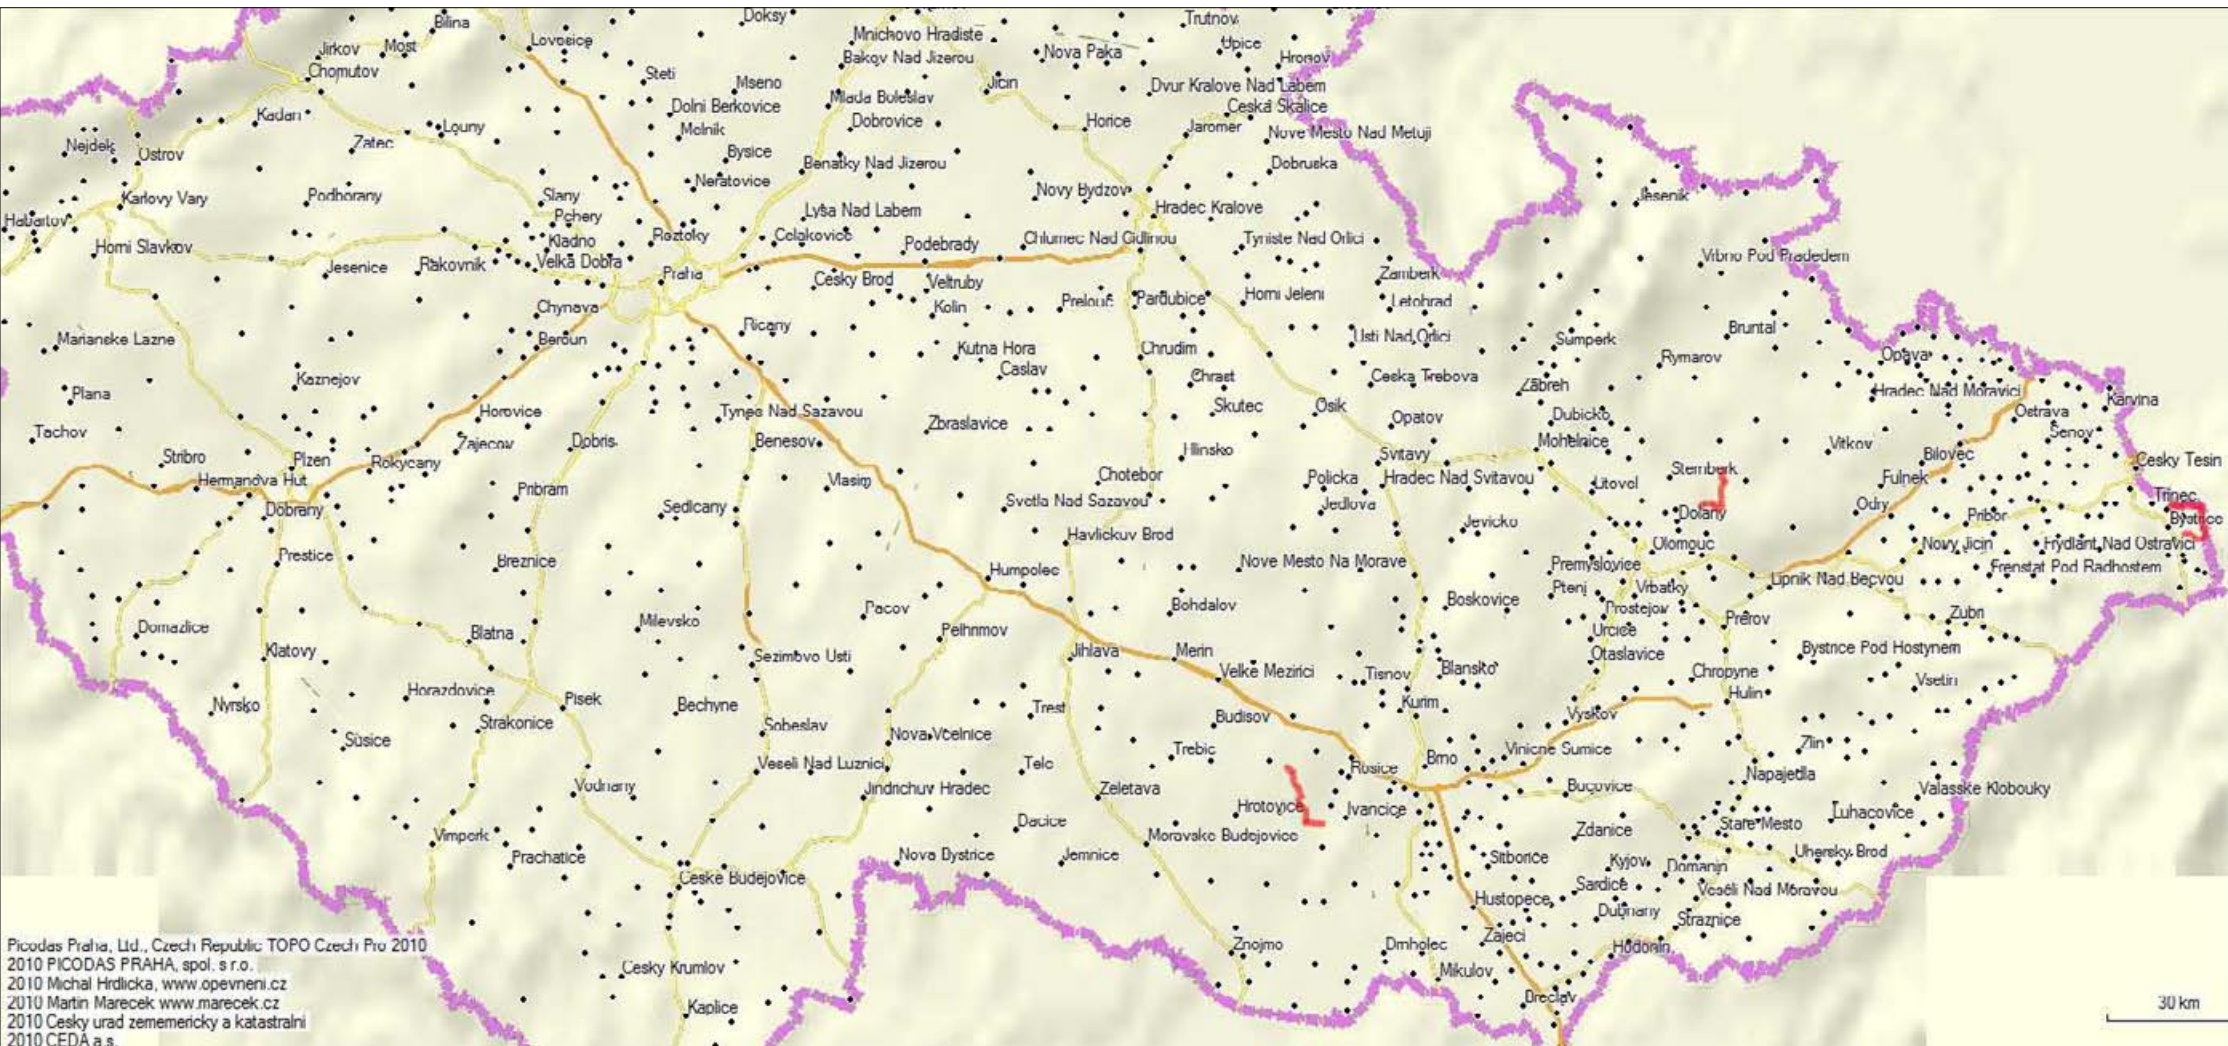 Doksy
Trutnov
Bilina
Lovosice
Mnichovo Hradiste
Upice
Jirkov
Most
Nova Paka
Hronov
Bakov Nad Jizerou
Chomutov
Steti
Mseno
Jicin
Dvur Kralove Nad Labem
Mlada Boleslav
Dolni Berkovice
Ceska Skalice
Kadan
Louny
Melnik
Dobrovice
Horice
Jaromer
Nove Mesto Nad Metuji
Nejdek
Ostrov
Zatec
Bysice
Benatky Nad Jizerou
Dobruska
Neratovice
Novy Bydzov
Karlovy Vary
Podborany
Slany
Jesenik
Habartov
Pchery
Lysa Nad Labem
Hradec Kralove
Horni Slavkov
Kladno
Roztoky
Celakovice
Podebrady
Chlumec Nad Cidlinou
Tyniste Nad Orlici
Jesenice
Rakovnik
Velka Dobra
Praha
Cesky Brod
Veltruby
Zamberk
Vrbno Pod Pradedem
Chynava
Kolin
Prelouc
Pardubice
Horni Jeleni
Letohrad
Marianske Lazne
Beroun
Ricany
Kutna Hora
Chrudim
Usti Nad Orlici
Sumperk
Bruntal
Rymarov
Opava
Kaznejov
Caslav
Chrast
Ceska Trebova
Zabreh
Hradec Nad Moravici
Plana
Horovice
Tynec Nad Sazavou
Zbraslavice
Skutec
Osik
Opatov
Dubicko
Ostrava
Karvina
Tachov
Zajecov
Dobris
Benesov
Hlinsko
Mohelnice
Vitkov
Senov
Stribro
Plzen
Rokycany
Svitavy
Bilovec
Cesky Tesin
Hermanova Hut
Pribram
Vlasim
Chotebor
Policka
Hradec Nad Svitavou
Litovel
Sternberk
Fulnek
Dobrany
Sedlcany
Svetla Nad Sazavou
Jedlova
Jevicko
Dolany
Odry
Pribor
Trinec
Bystrice
Prestice
Breznice
Havlickuv Brod
Nove Mesto Na Morave
Premyslovice
Olomouc
Novy Jicin
Frydlant Nad Ostravici
Humpolec
Pteni
Vrbatky
Lipnik Nad Becvou
Frenstat Pod Radhostem
Domazlice
Blatna
Milevsko
Pacov
Bohdalov
Boskovice
Prostejov
Prerov
Zubri
Klatovy
Pelhrimov
Urcice
Sezimovo Usti
Jihlava
Merin
Velke Mezirici
Tisnov
Blansko
Otaslavice
Bystrice Pod Hostynem
Nyrsko
Horazdovice
Pisek
Bechyne
Trest
Budisov
Kurim
Chropyne
Hulin
Vsetin
Susice
Strakonice
Sobeslav
Nova Vcelnice
Trebic
Vyskov
Zlin
Vodnany
Veseli Nad Luznici
Telc
Rosice
Brno
Vinicne Sumice
Napajedla
Jindrichuv Hradec
Zeletava
Hrotovice
Ivancice
Bucovice
Valasske Klobouky
Vimperk
Dacice
Moravske Budejovice
Zdanice
Stare Mesto
Luhacovice
Prachatice
Nova Bystrice
Jemnice
Sitborice
Kyjov
Domanin
Uhersky Brod
Ceske Budejovice
Hustopece
Sardice
Veseli Nad Moravou
Dubnany
Straznice
Picodas Praha, Ltd., Czech Republic TOPO Czech Pro 2010
Znojmo
Drnholec
Zajeci
Hodonin
2010 PICODAS PRAHA, spol. s r.o.
Cesky Krumlov
Mikulov
2010 Michal Hrdlicka, www.opevneni.cz
2010 Martin Marecek www.marecek.cz
Kaplice
Breclav
30 km
2010 Cesky urad zememericky a katastralni
2010 CEDA a.s.